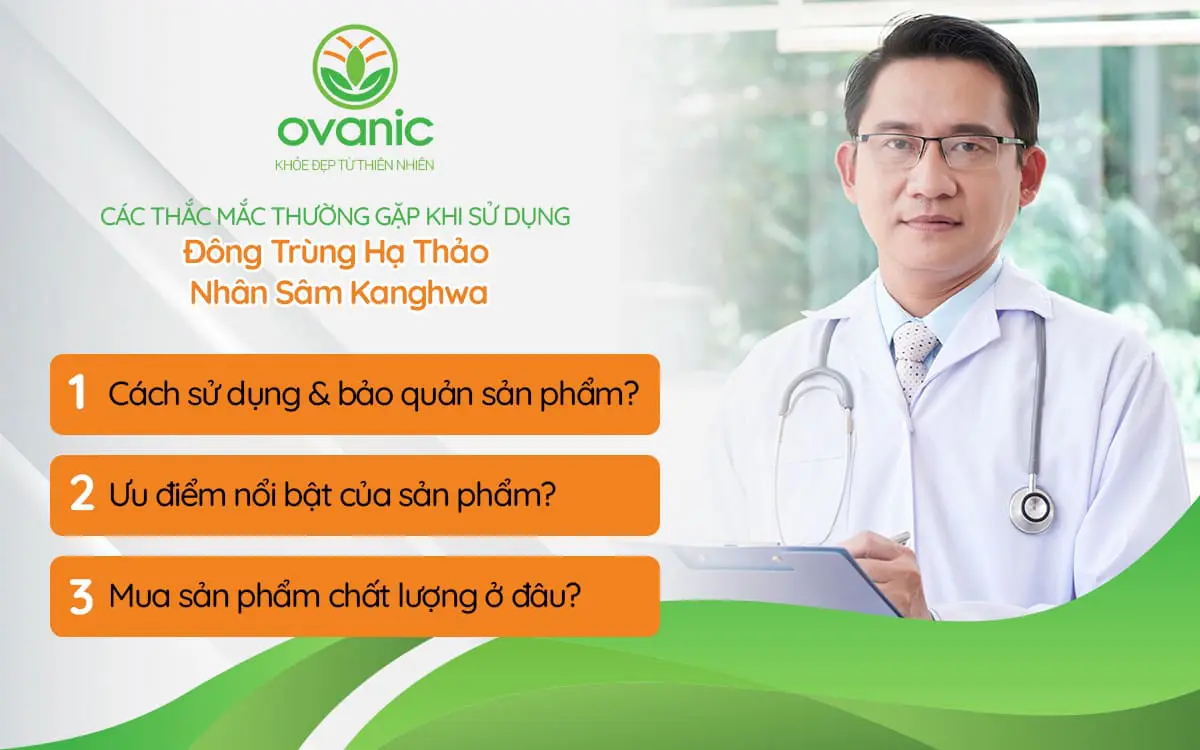 ovanic
KHỎE ĐẸP TỪ THIÊN NHIÊN
CÁC THẮC MẮC THƯỜNG GẶP KHI SỬ DỤNG
Đông Trùng Hạ Thảo
Nhân Sâm Kanghwa
1 Cách sử dụng & bảo quản sản phẩm?
2 Ưu điểm nổi bật của sản phẩm?
3 Mua sản phẩm chất lượng ở đâu?